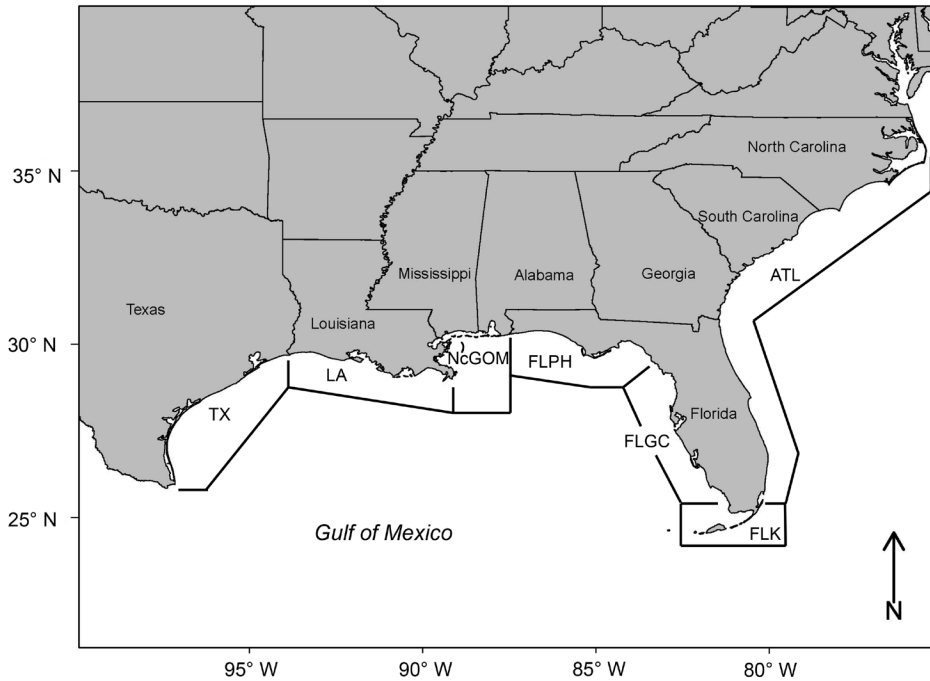 35° N
North Carolina
South Carolina
Mississippi
Alabama
Georgia
ATL
Texas
Louisiana
30° N
NcGOM
FLPH
LA
TX
Florida
FLGC
25° N
Gulf of Mexico
FLK
N
95° W
90° W
85° W
80° W